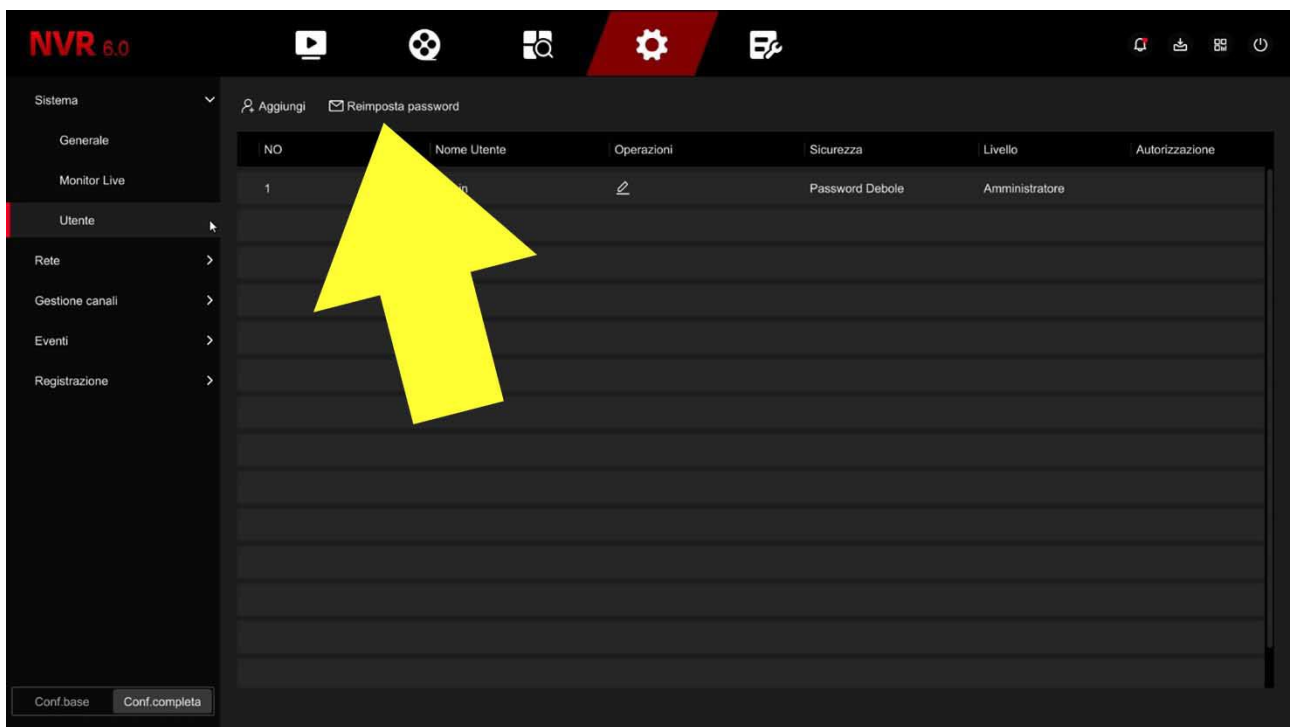 NVR 6.0
Sistema
Aggiungi Reimposta password
Generale
NO Nome Utente Operazioni Sicurezza Livello Autorizzazione
Monitor Live
1 Password Debole Amministratore
Utente
Rete
Gestione canali
Eventi
Registrazione
Conf.base Conf.completa